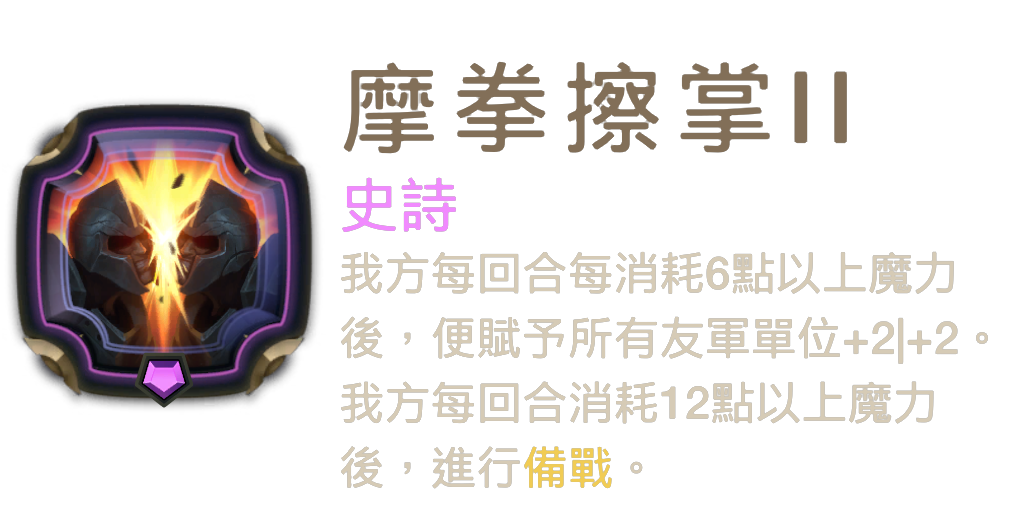 摩拳擦掌II
史詩
我方每回合每消耗6點以上魔力
後，便賦予所有友軍單位+2|+2。
我方每回合消耗12點以上魔力
後，進行備戰。